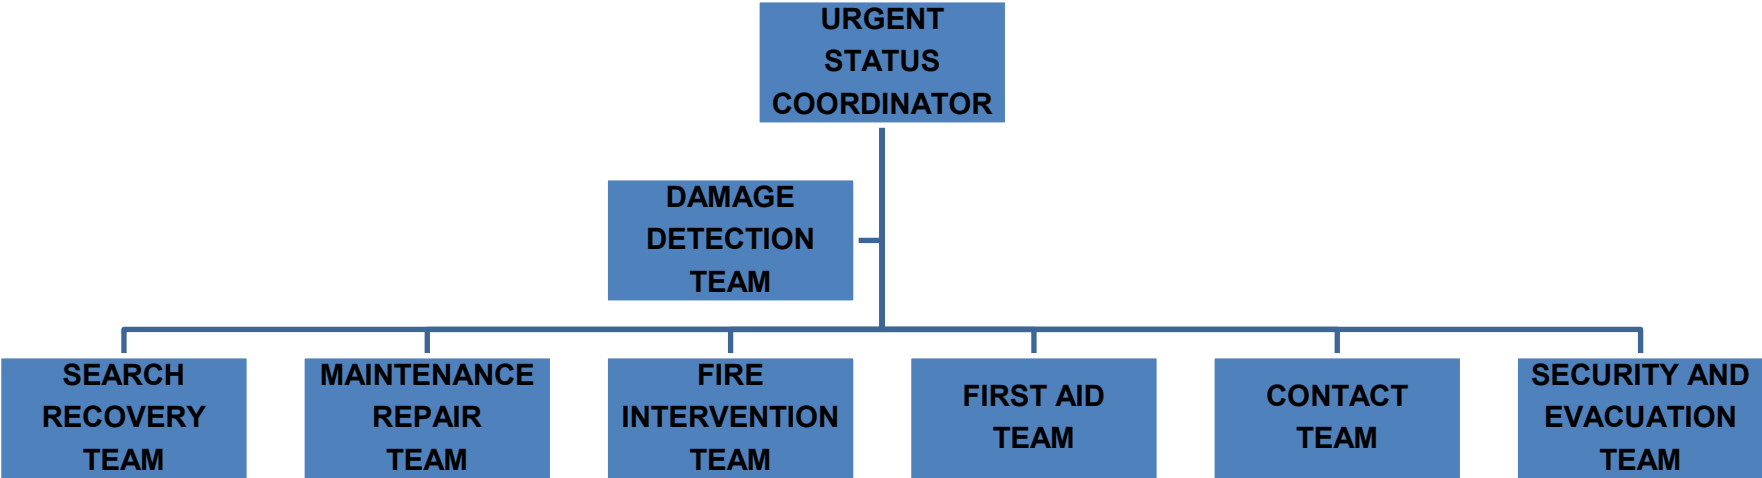 URGENT
STATUS
COORDINATOR
DAMAGE
DETECTION
TEAM
SEARCH
RECOVERY
TEAM
MAINTENANCE
REPAIR
TEAM
FIRE
INTERVENTION
TEAM
FIRST AID
TEAM
CONTACT
TEAM
SECURITY AND
EVACUATION
TEAM